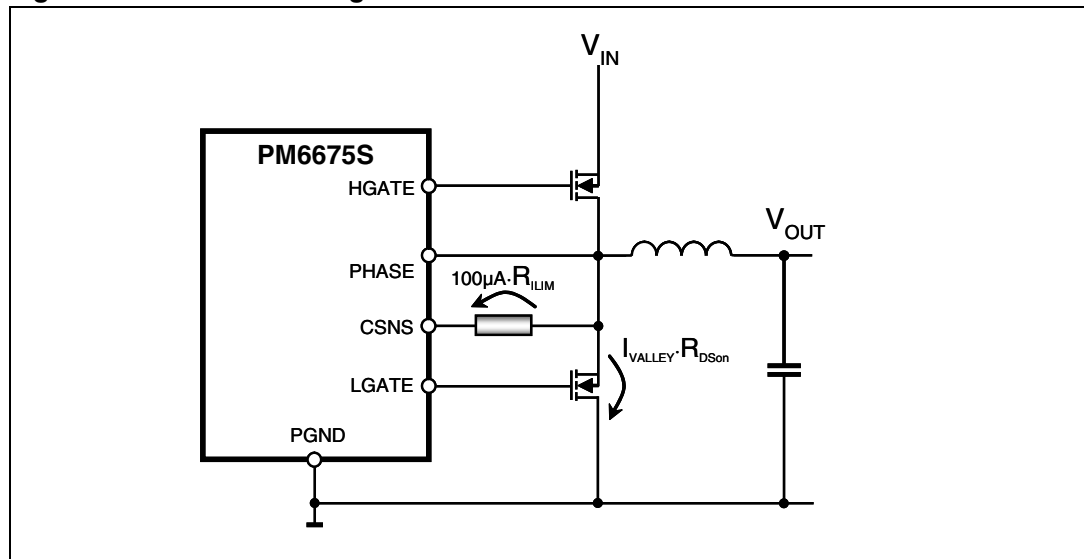 V_IN
PM6675S
HGATE
PHASE
V_OUT
100µA·R_ILIM
CSNS
I_VALLEY·R_DSon
LGATE
PGND